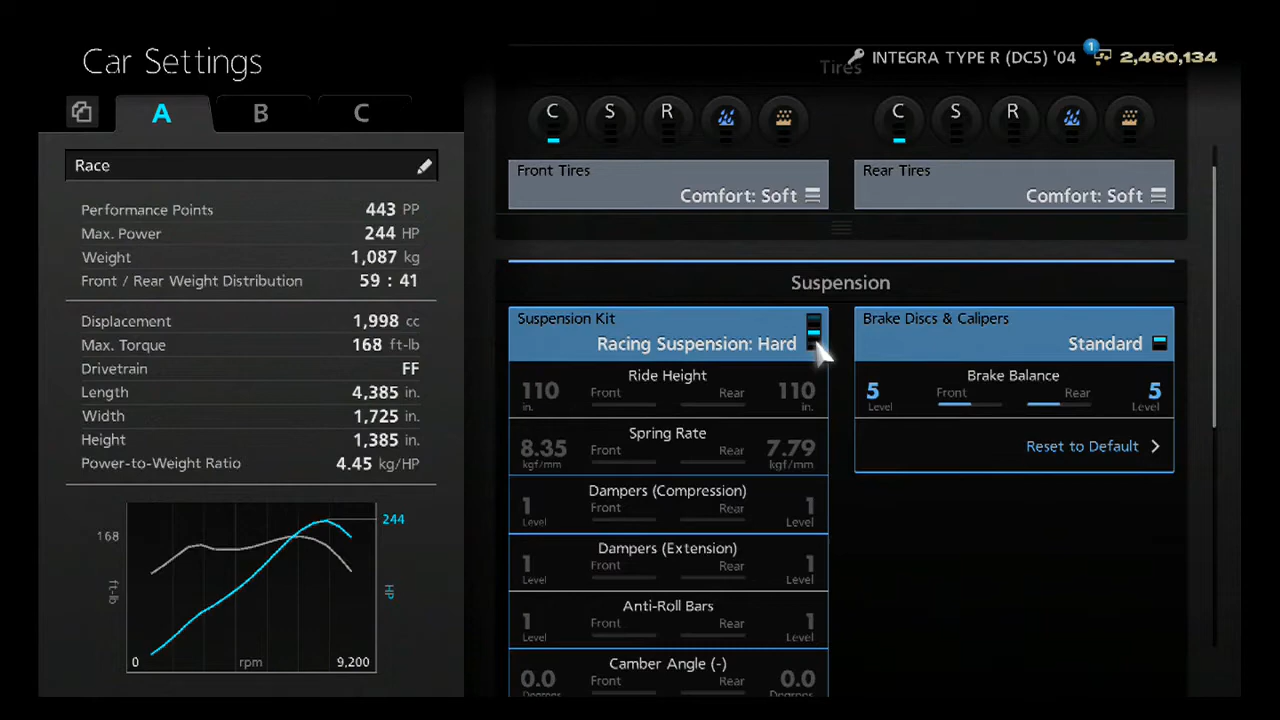 Car Settings
Tires
INTEGRA TYPE R (DC5) '04
1
2,460,134
A
B
C
C
S
R
C
S
R
Race
Front Tires
Comfort: Soft
Rear Tires
Comfort: Soft
Performance Points 443 PP
Max. Power 244 HP
Weight 1,087 kg
Front / Rear Weight Distribution 59 : 41
Displacement 1,998 cc
Max. Torque 168 ft-lb
Drivetrain FF
Length 4,385 in.
Width 1,725 in.
Height 1,385 in.
Power-to-Weight Ratio 4.45 kg/HP
244
168
ft-lb
HP
0 rpm 9,200
Suspension
Suspension Kit
Racing Suspension: Hard
Ride Height
110 Front Rear 110
in. in.
Spring Rate
8.35 Front Rear 7.79
kgf/mm kgf/mm
Dampers (Compression)
1 Front Rear 1
Level Level
Dampers (Extension)
1 Front Rear 1
Level Level
Anti-Roll Bars
1 Front Rear 1
Level Level
Camber Angle (-)
0.0 Front Rear 0.0
Degrees Degrees
Brake Discs & Calipers
Standard
Brake Balance
5 Front Rear 5
Level Level
Reset to Default